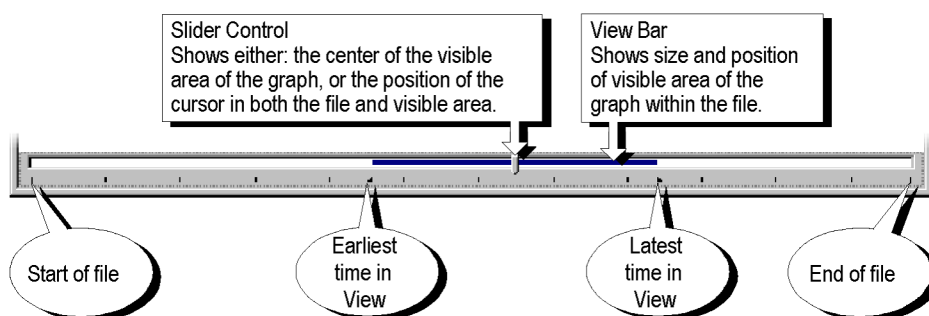 Slider Control
Shows either: the center of the visible
area of the graph, or the position of the
cursor in both the file and visible area.
View Bar
Shows size and position
of visible area of the
graph within the file.
Start of file
Earliest
time in
View
Latest
time in
View
End of file